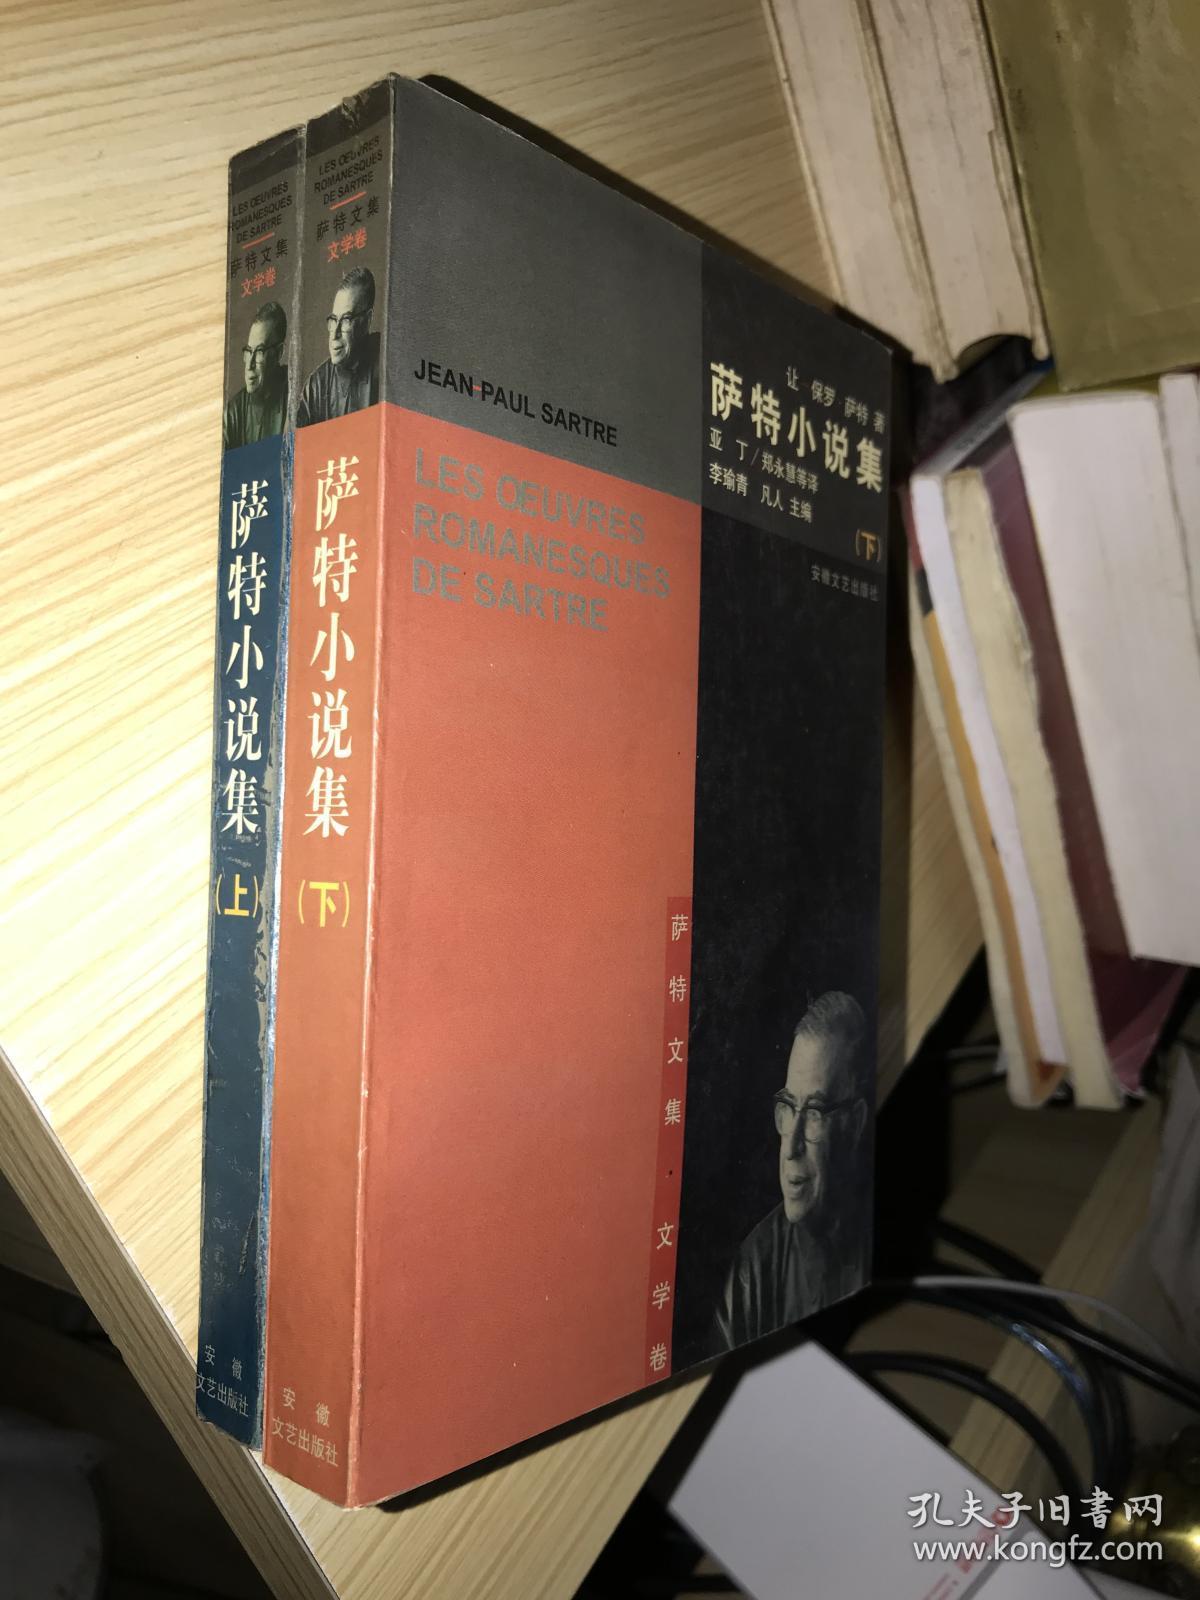 LES ŒUVRES
ROMANESQUES
DE SARTRE
萨特文集
文学卷
萨特小说集
(上)
安徽
文艺出版社
LES ŒUVRES
ROMANESQUES
DE SARTRE
萨特文集
文学卷
萨特小说集
(下)
安徽
文艺出版社
JEAN-PAUL SARTRE
LES ŒUVRES
ROMANESQUES
DE SARTRE
让-保罗·萨特 著
萨特小说集
亚丁/郑永慧等译
李瑜青 凡人 主编
(下)
安徽文艺出版社
萨特文集·文学卷
孔夫子旧书网
www.kongfz.com